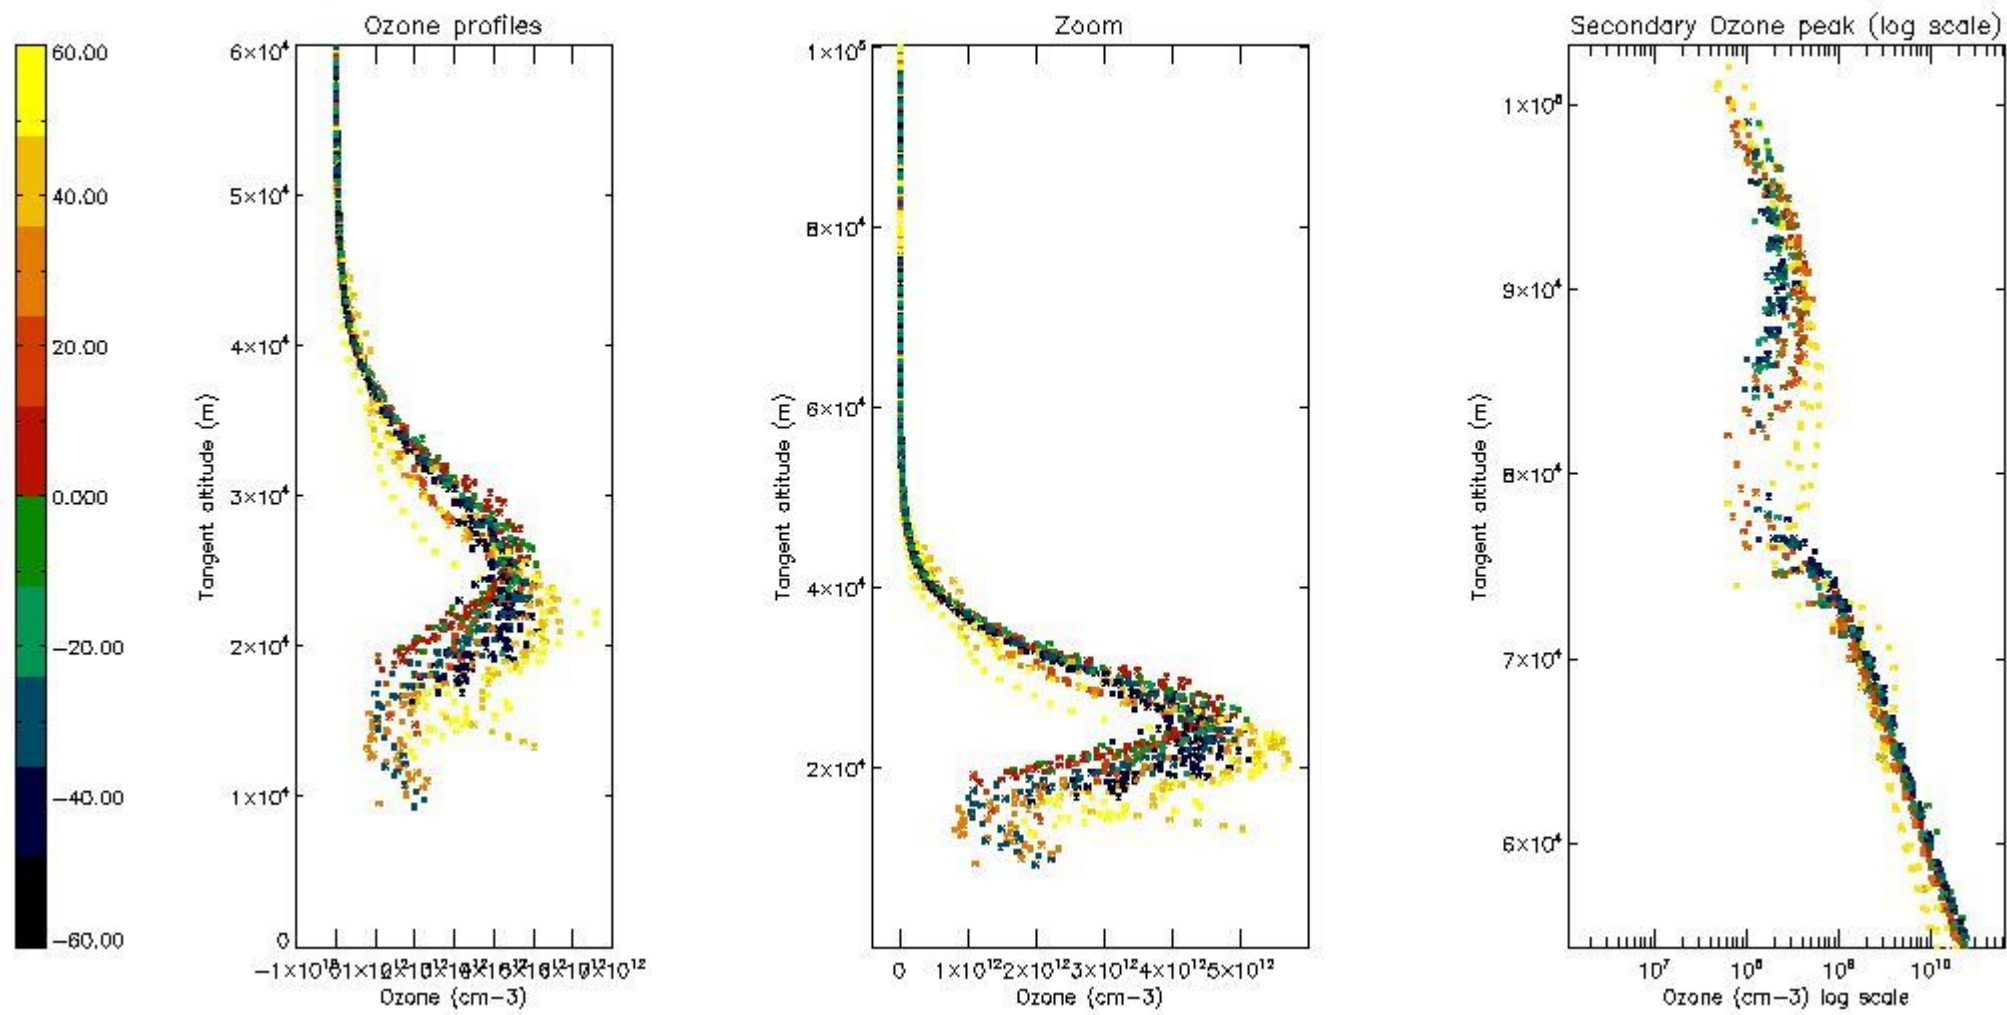 Ozone profiles
Zoom
Secondary Ozone peak (log scale)
60.00
40.00
20.00
0.000
−20.00
−40.00
−60.00
6×10⁴
5×10⁴
4×10⁴
3×10⁴
2×10⁴
1×10⁴
0
Tangent altitude (m)
Ozone (cm−3)
1×10⁵
8×10⁴
6×10⁴
4×10⁴
2×10⁴
Tangent altitude (m)
0 1×10¹² 2×10¹² 3×10¹² 4×10¹² 5×10¹²
Ozone (cm−3)
9×10⁴
8×10⁴
7×10⁴
6×10⁴
Tangent altitude (m)
10⁷ 10⁸ 10⁹ 10¹⁰
Ozone (cm−3) log scale